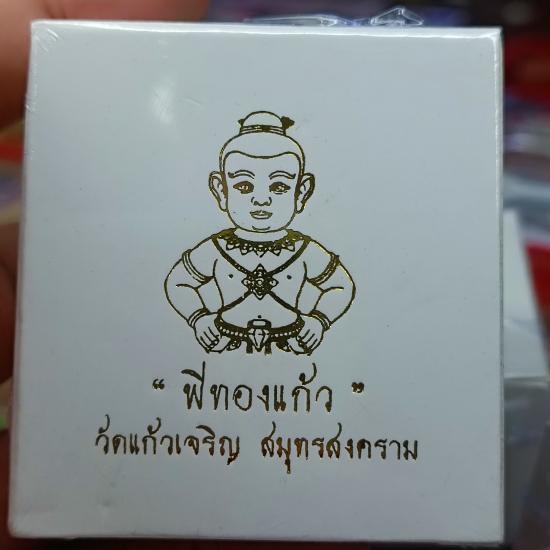 “ พี่ทองแก้ว ”
วัดแก้วเจริญ สมุทรสงคราม